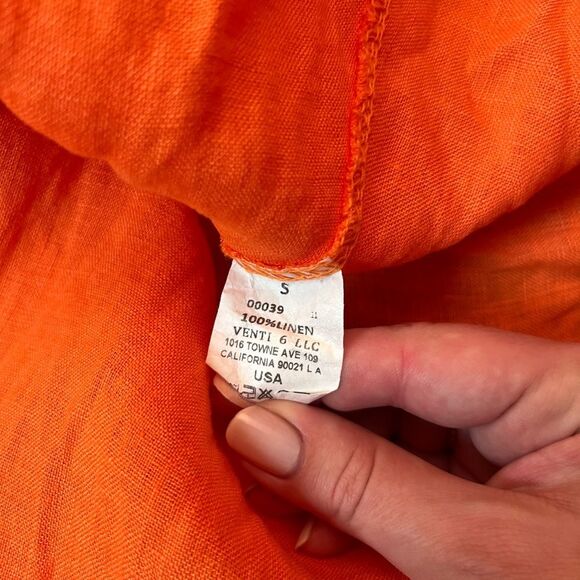 S
00039
100%LINEN
VENTI 6 LLC
1016 TOWNE AVE 109
CALIFORNIA 90021 L A
USA